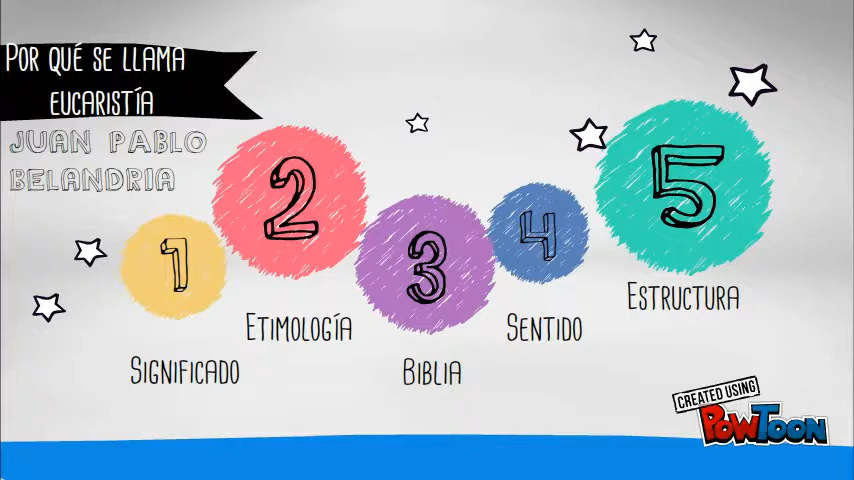 POR QUÉ SE LLAMA
EUCARISTÍA
JUAN PABLO
BELANDRIA
1
SIGNIFICADO
2
ETIMOLOGÍA
3
BIBLIA
4
SENTIDO
5
ESTRUCTURA
CREATED USING
POWTOON